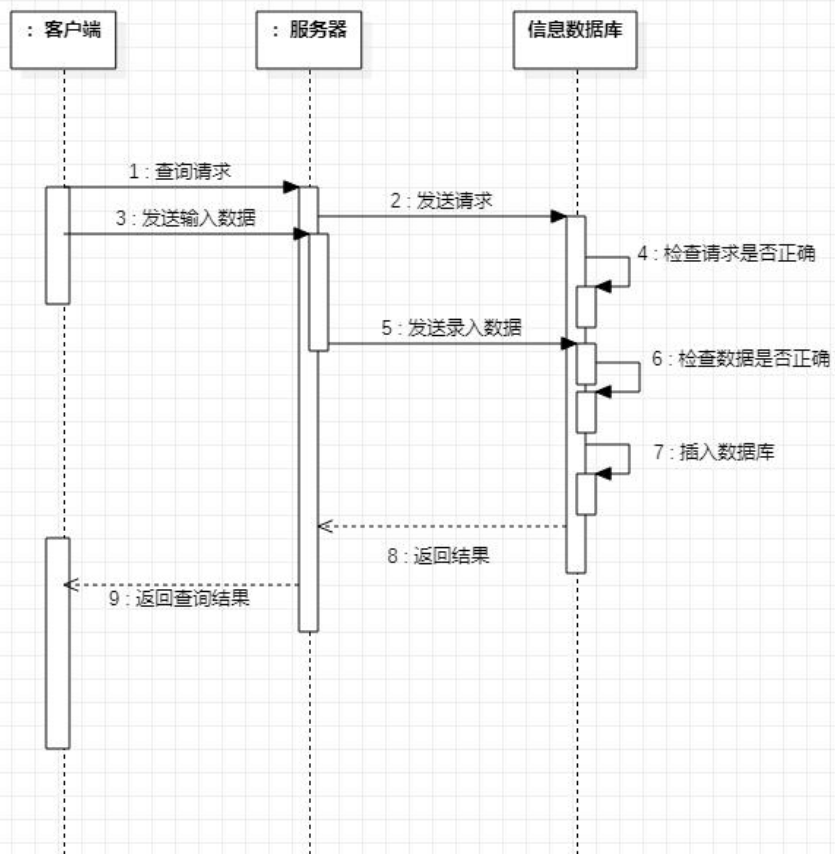 : 客户端
: 服务器
信息数据库
1 : 查询请求
2 : 发送请求
3 : 发送输入数据
4 : 检查请求是否正确
5 : 发送录入数据
6 : 检查数据是否正确
7 : 插入数据库
8 : 返回结果
9 : 返回查询结果